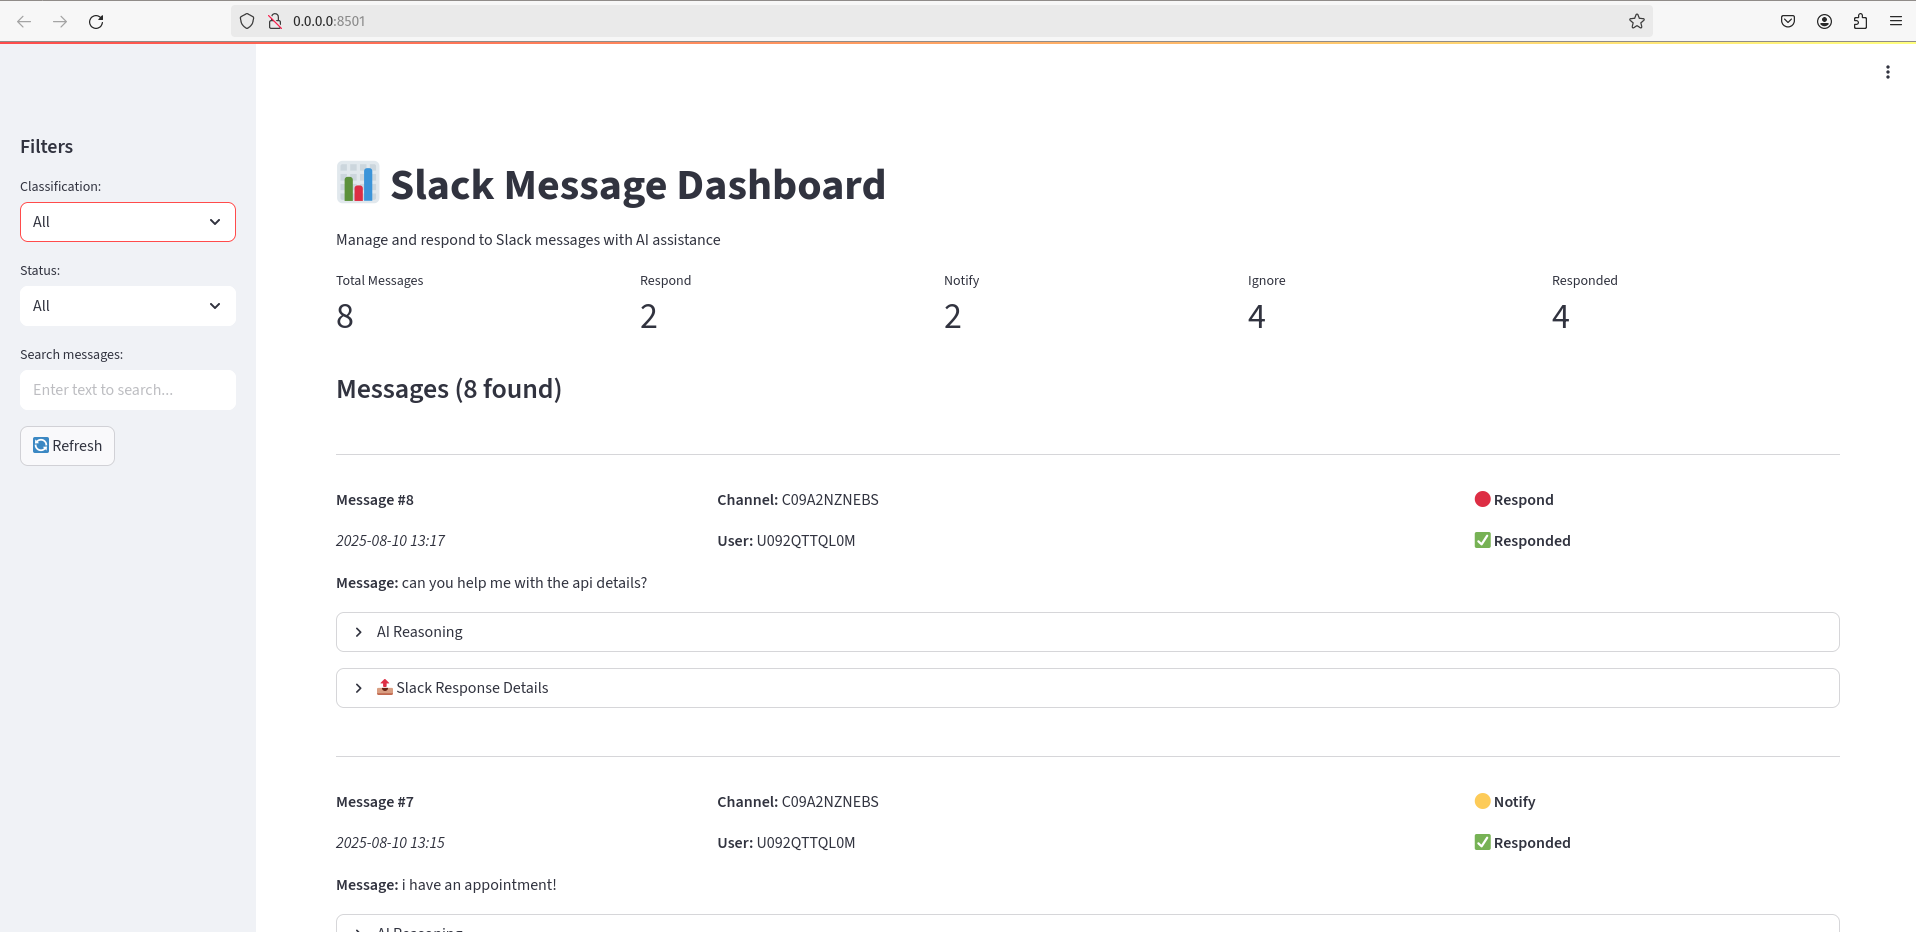 0.0.0.0:8501
Filters
Classification:
All
Status:
All
Search messages:
Enter text to search...
Refresh
Slack Message Dashboard
Manage and respond to Slack messages with AI assistance
Total Messages
8
Respond
2
Notify
2
Ignore
4
Responded
4
Messages (8 found)
Message #8
Channel: C09A2NZNEBS
Respond
2025-08-10 13:17
User: U092QTTQL0M
Responded
Message: can you help me with the api details?
AI Reasoning
Slack Response Details
Message #7
Channel: C09A2NZNEBS
Notify
2025-08-10 13:15
User: U092QTTQL0M
Responded
Message: i have an appointment!
AI Reasoning